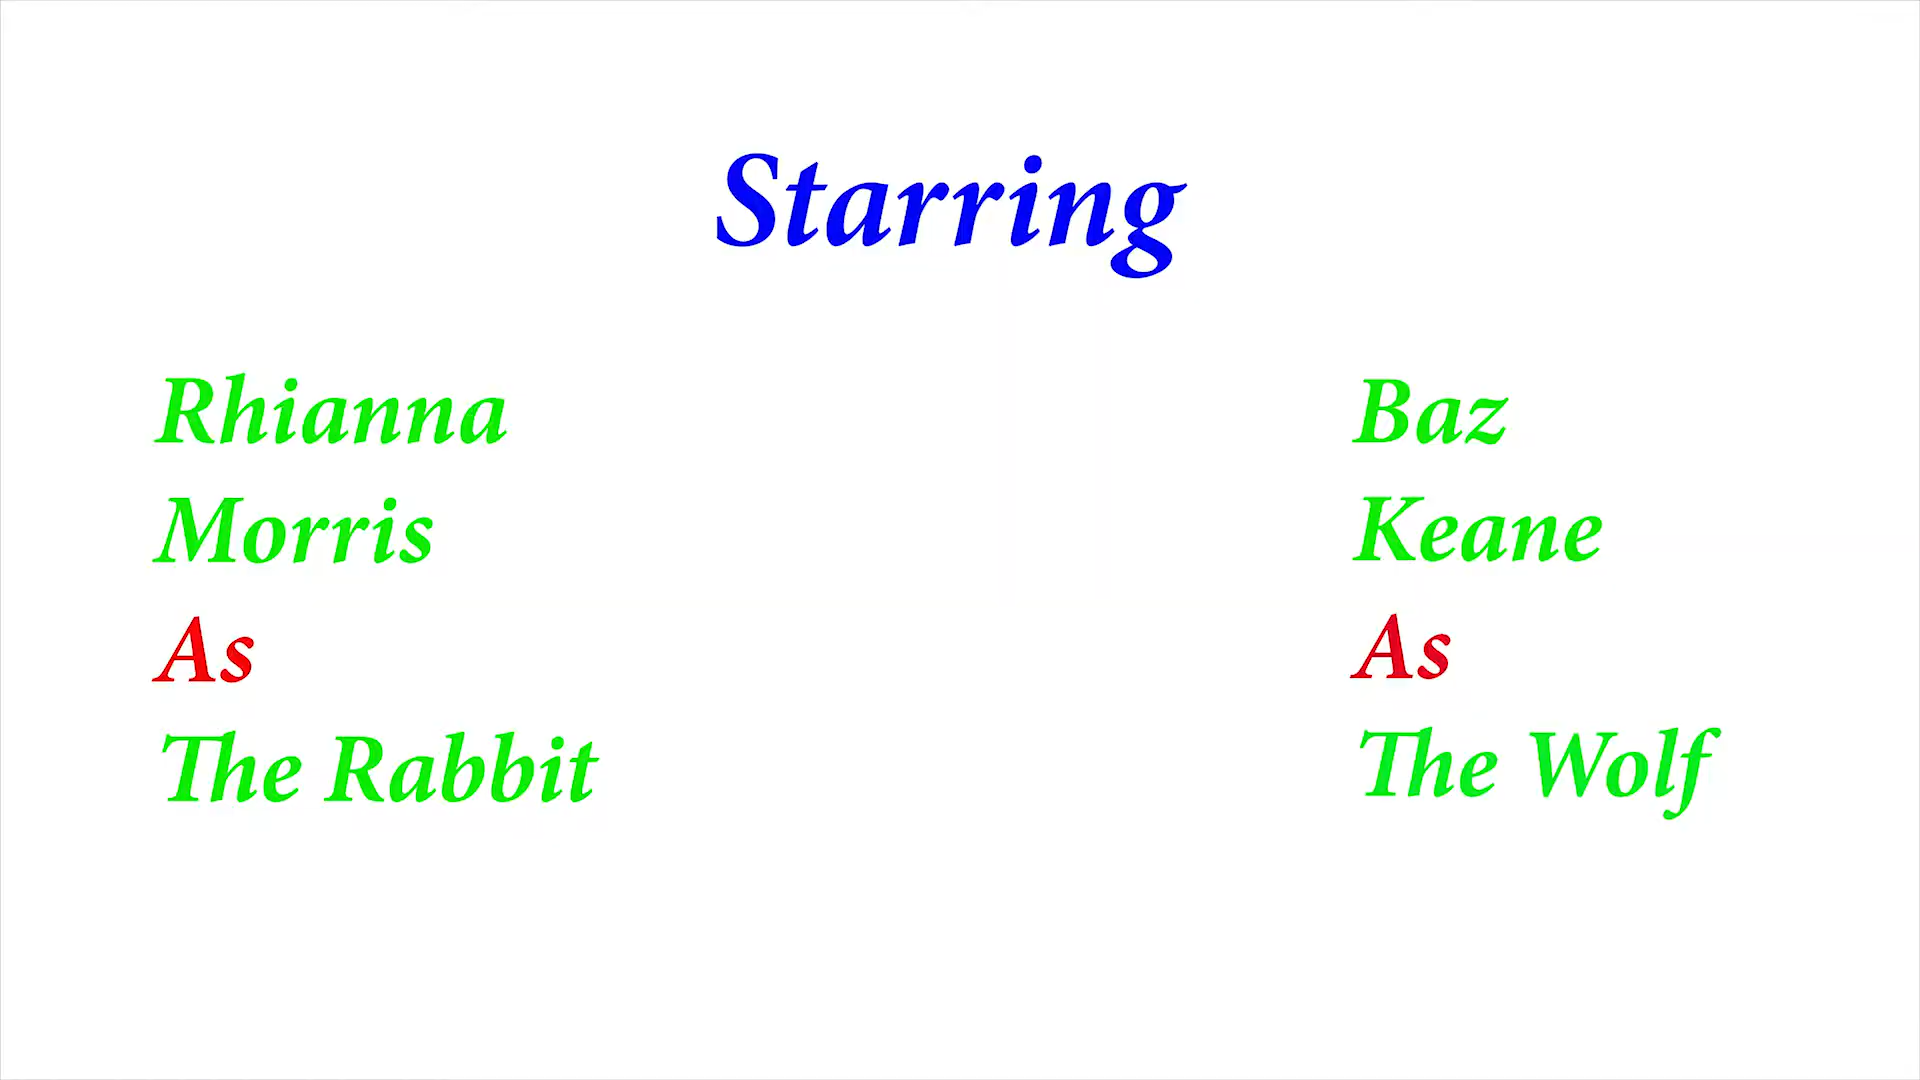 Starring
Rhianna
Morris
As
The Rabbit
Baz
Keane
As
The Wolf